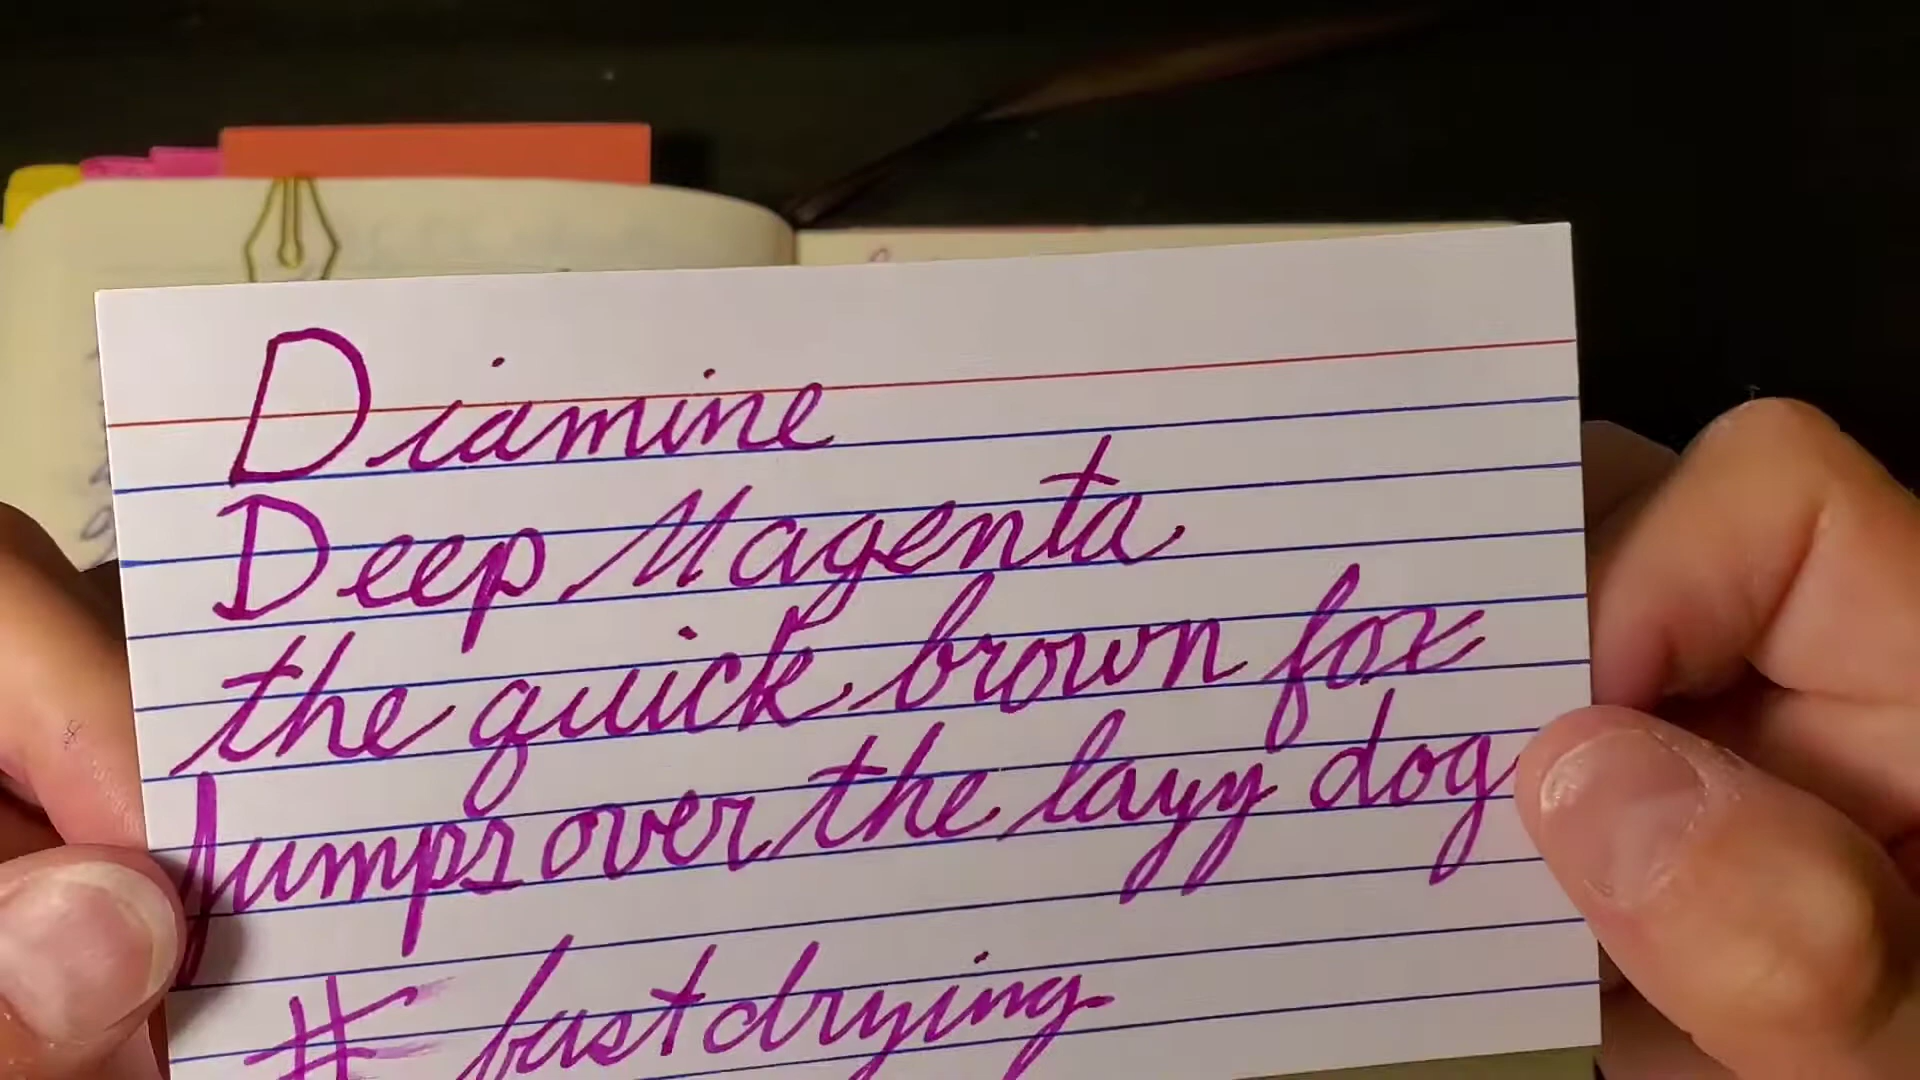 Diamine
Deep Magenta
the quick brown fox
Jumps over the lazy dog
# fast drying